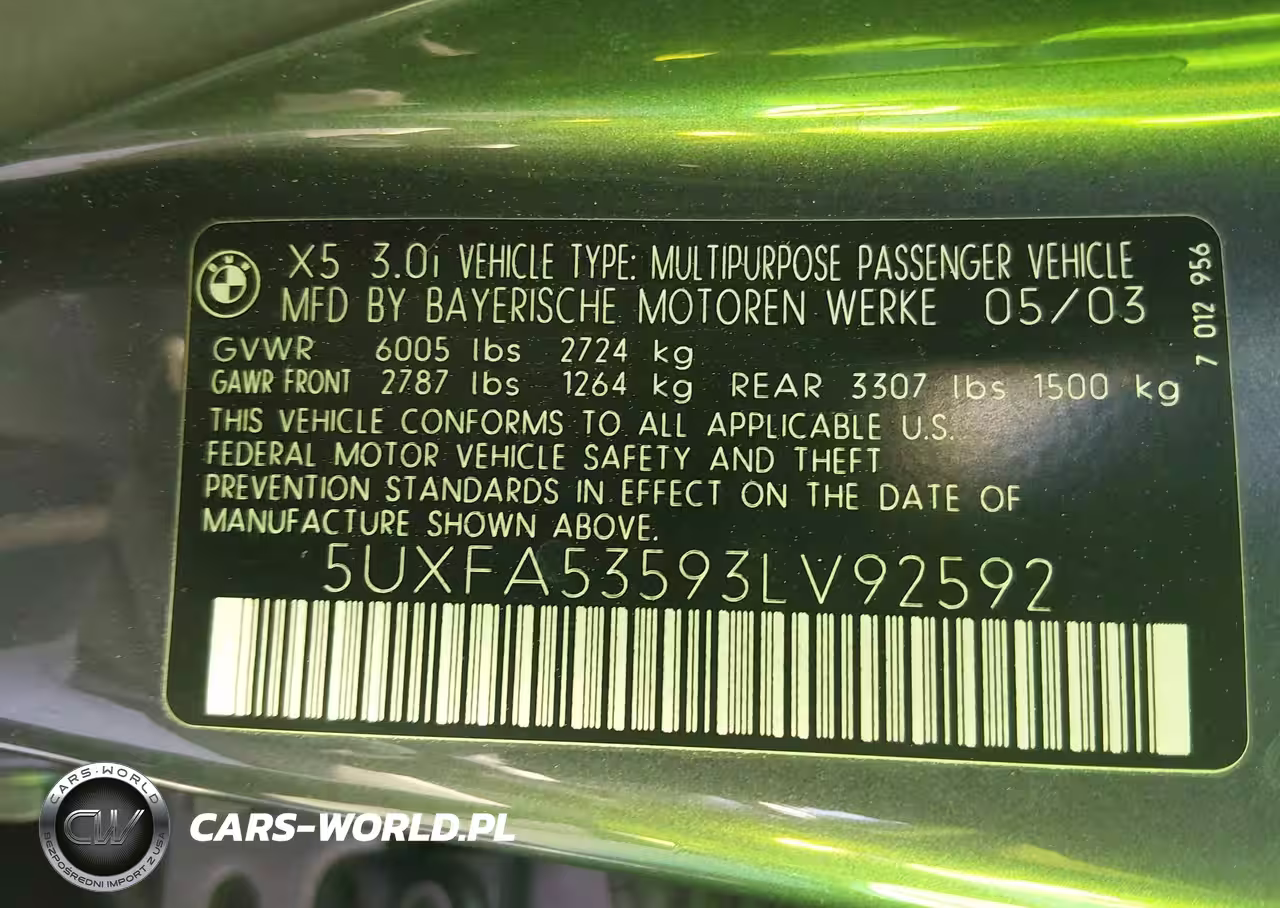 X5 3.0i VEHICLE TYPE: MULTIPURPOSE PASSENGER VEHICLE
MFD BY BAYERISCHE MOTOREN WERKE 05/03
GVWR 6005 lbs 2724 kg
GAWR FRONT 2787 lbs 1264 kg REAR 3307 lbs 1500 kg
THIS VEHICLE CONFORMS TO ALL APPLICABLE U.S.
FEDERAL MOTOR VEHICLE SAFETY AND THEFT
PREVENTION STANDARDS IN EFFECT ON THE DATE OF
MANUFACTURE SHOWN ABOVE.
5UXFA53593LV92592
7 012 956
CARS-WORLD
CW
BEZPOŚREDNI IMPORT Z USA
CARS-WORLD.PL